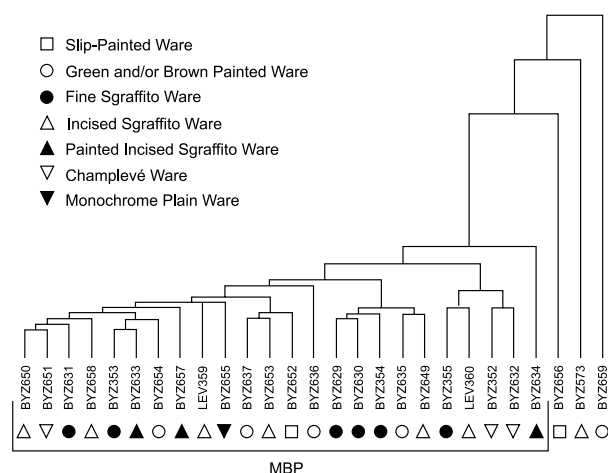 Slip-Painted Ware
Green and/or Brown Painted Ware
Fine Sgraffito Ware
Incised Sgraffito Ware
Painted Incised Sgraffito Ware
Champlevé Ware
Monochrome Plain Ware
BYZ650
BYZ651
BYZ631
BYZ658
BYZ353
BYZ633
BYZ654
BYZ657
LEV359
BYZ655
BYZ637
BYZ653
BYZ652
BYZ636
BYZ629
BYZ630
BYZ354
BYZ635
BYZ649
BYZ355
LEV360
BYZ352
BYZ632
BYZ634
BYZ656
BYZ573
BYZ659
MBP